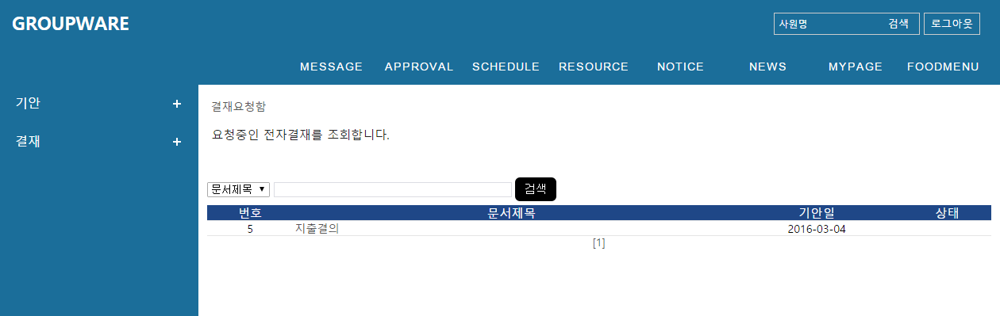 GROUPWARE
사원명 검색 로그아웃
MESSAGE APPROVAL SCHEDULE RESOURCE NOTICE NEWS MYPAGE FOODMENU
기안 +
결재 +
결재요청함
요청중인 전자결재를 조회합니다.
문서제목 ▼ 검색
번호 문서제목 기안일 상태
5 지출결의 2016-03-04
[1]